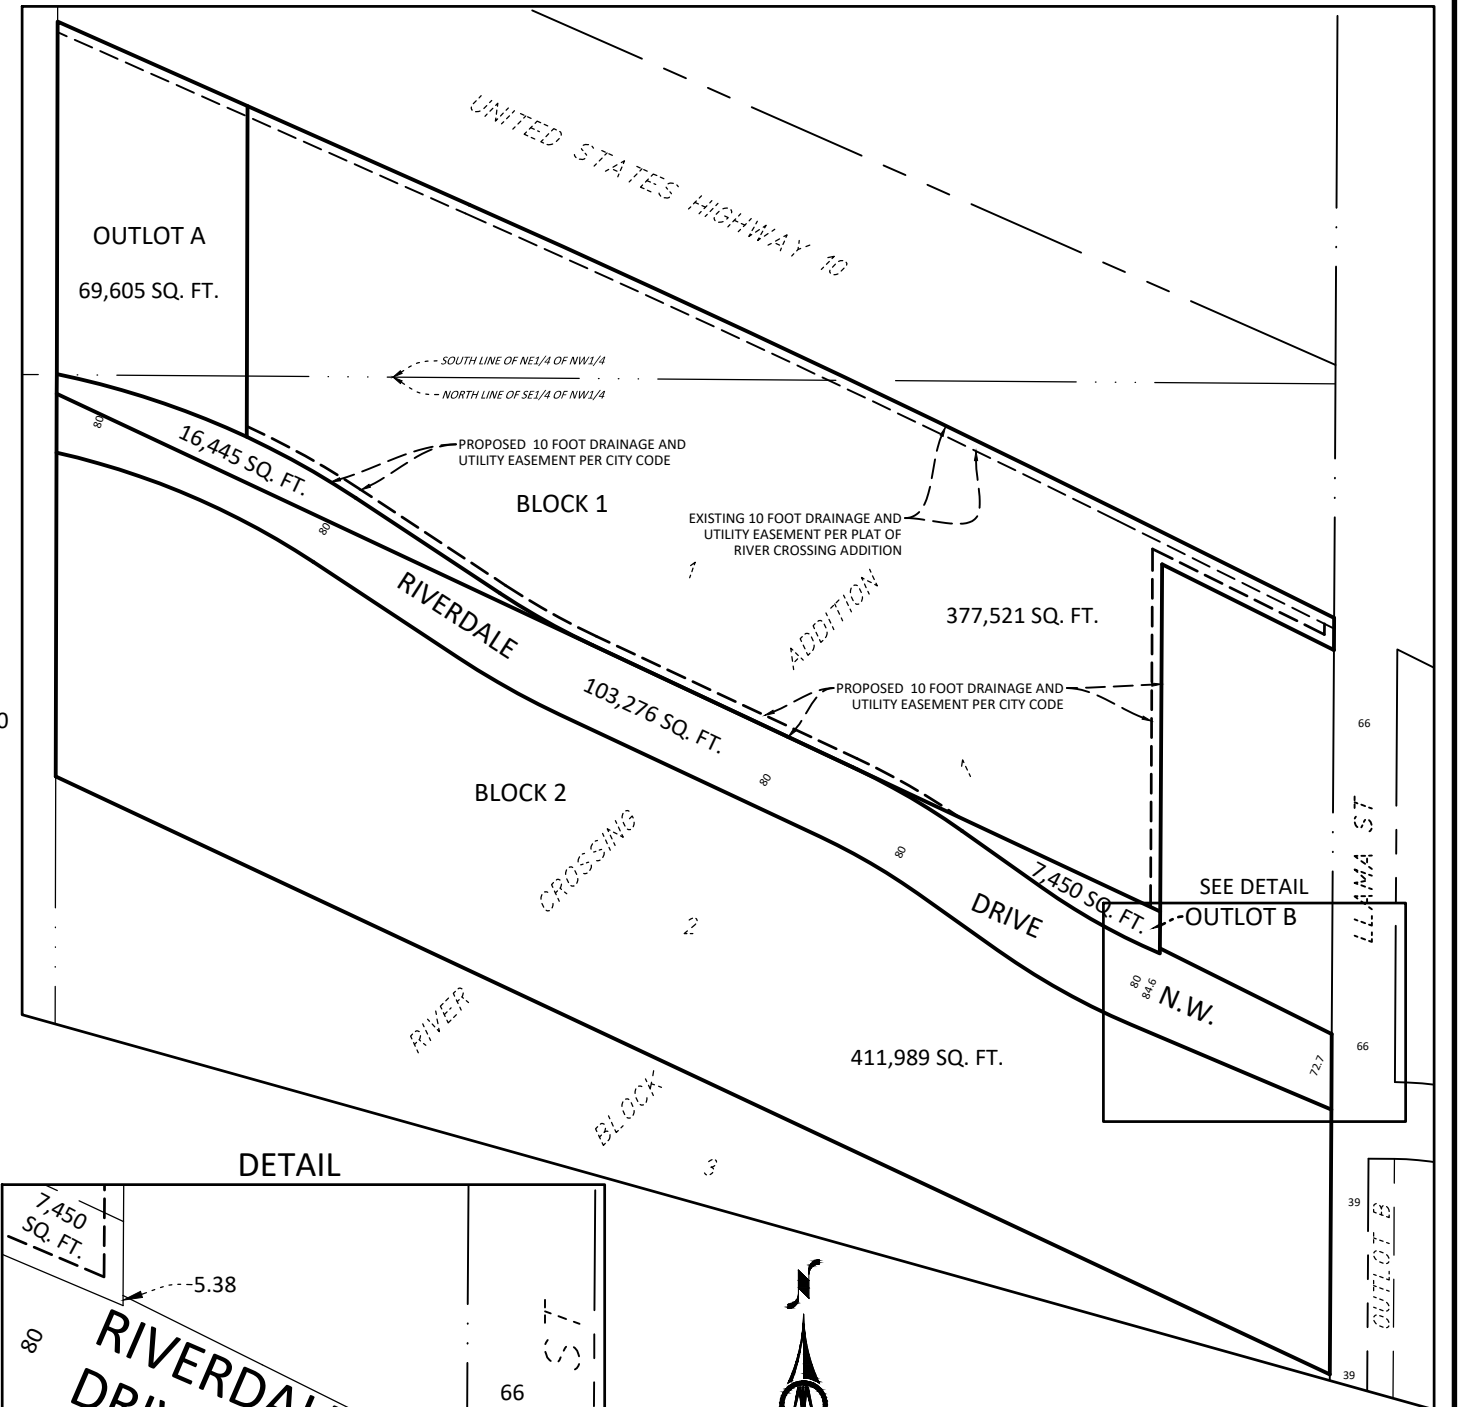 UNITED STATES HIGHWAY 10
OUTLOT A
69,605 SQ. FT.
SOUTH LINE OF NE1/4 OF NW1/4
NORTH LINE OF SE1/4 OF NW1/4
80
16,445 SQ. FT.
PROPOSED 10 FOOT DRAINAGE AND
UTILITY EASEMENT PER CITY CODE
BLOCK 1
80
EXISTING 10 FOOT DRAINAGE AND
UTILITY EASEMENT PER PLAT OF
RIVER CROSSING ADDITION
1
ADDITION
377,521 SQ. FT.
RIVERDALE
103,276 SQ. FT.
PROPOSED 10 FOOT DRAINAGE AND
UTILITY EASEMENT PER CITY CODE
0
66
1
80
BLOCK 2
CROSSING
LLAMA ST
80
7,450 SQ. FT.
SEE DETAIL
OUTLOT B
DRIVE
2
80
84.6
N.W.
RIVER
411,989 SQ. FT.
66
72.7
BLOCK
3
39
OUTLOT B
39
DETAIL
7,450
SQ. FT.
5.38
80
RIVERDAL
DRIV
ST
66
N